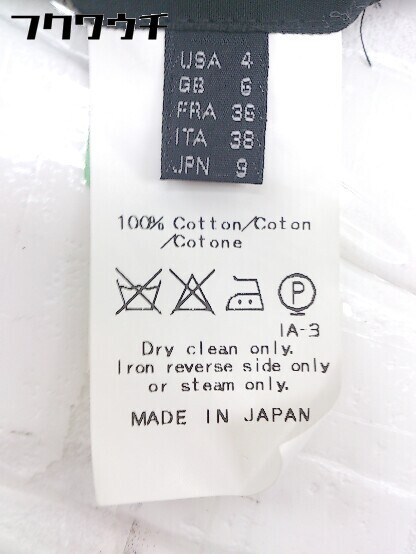 フクワウチ
USA 4
GB 6
FRA 36
ITA 38
JPN 9
100% Cotton/Coton
/Cotone
P
IA-3
Dry clean only.
Iron reverse side only
or steam only.
MADE IN JAPAN